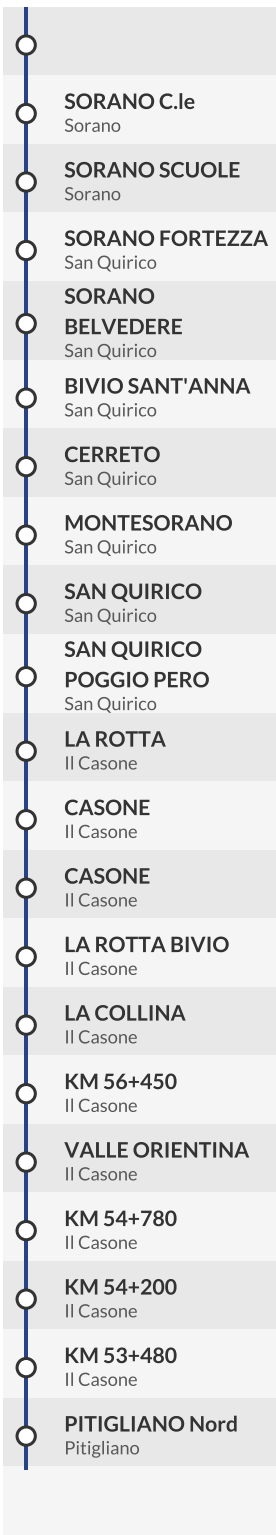 SORANO C.le
Sorano
SORANO SCUOLE
Sorano
SORANO FORTEZZA
San Quirico
SORANO
BELVEDERE
San Quirico
BIVIO SANT'ANNA
San Quirico
CERRETO
San Quirico
MONTESORANO
San Quirico
SAN QUIRICO
San Quirico
SAN QUIRICO
POGGIO PERO
San Quirico
LA ROTTA
Il Casone
CASONE
Il Casone
CASONE
Il Casone
LA ROTTA BIVIO
Il Casone
LA COLLINA
Il Casone
KM 56+450
Il Casone
VALLE ORIENTINA
Il Casone
KM 54+780
Il Casone
KM 54+200
Il Casone
KM 53+480
Il Casone
PITIGLIANO Nord
Pitigliano